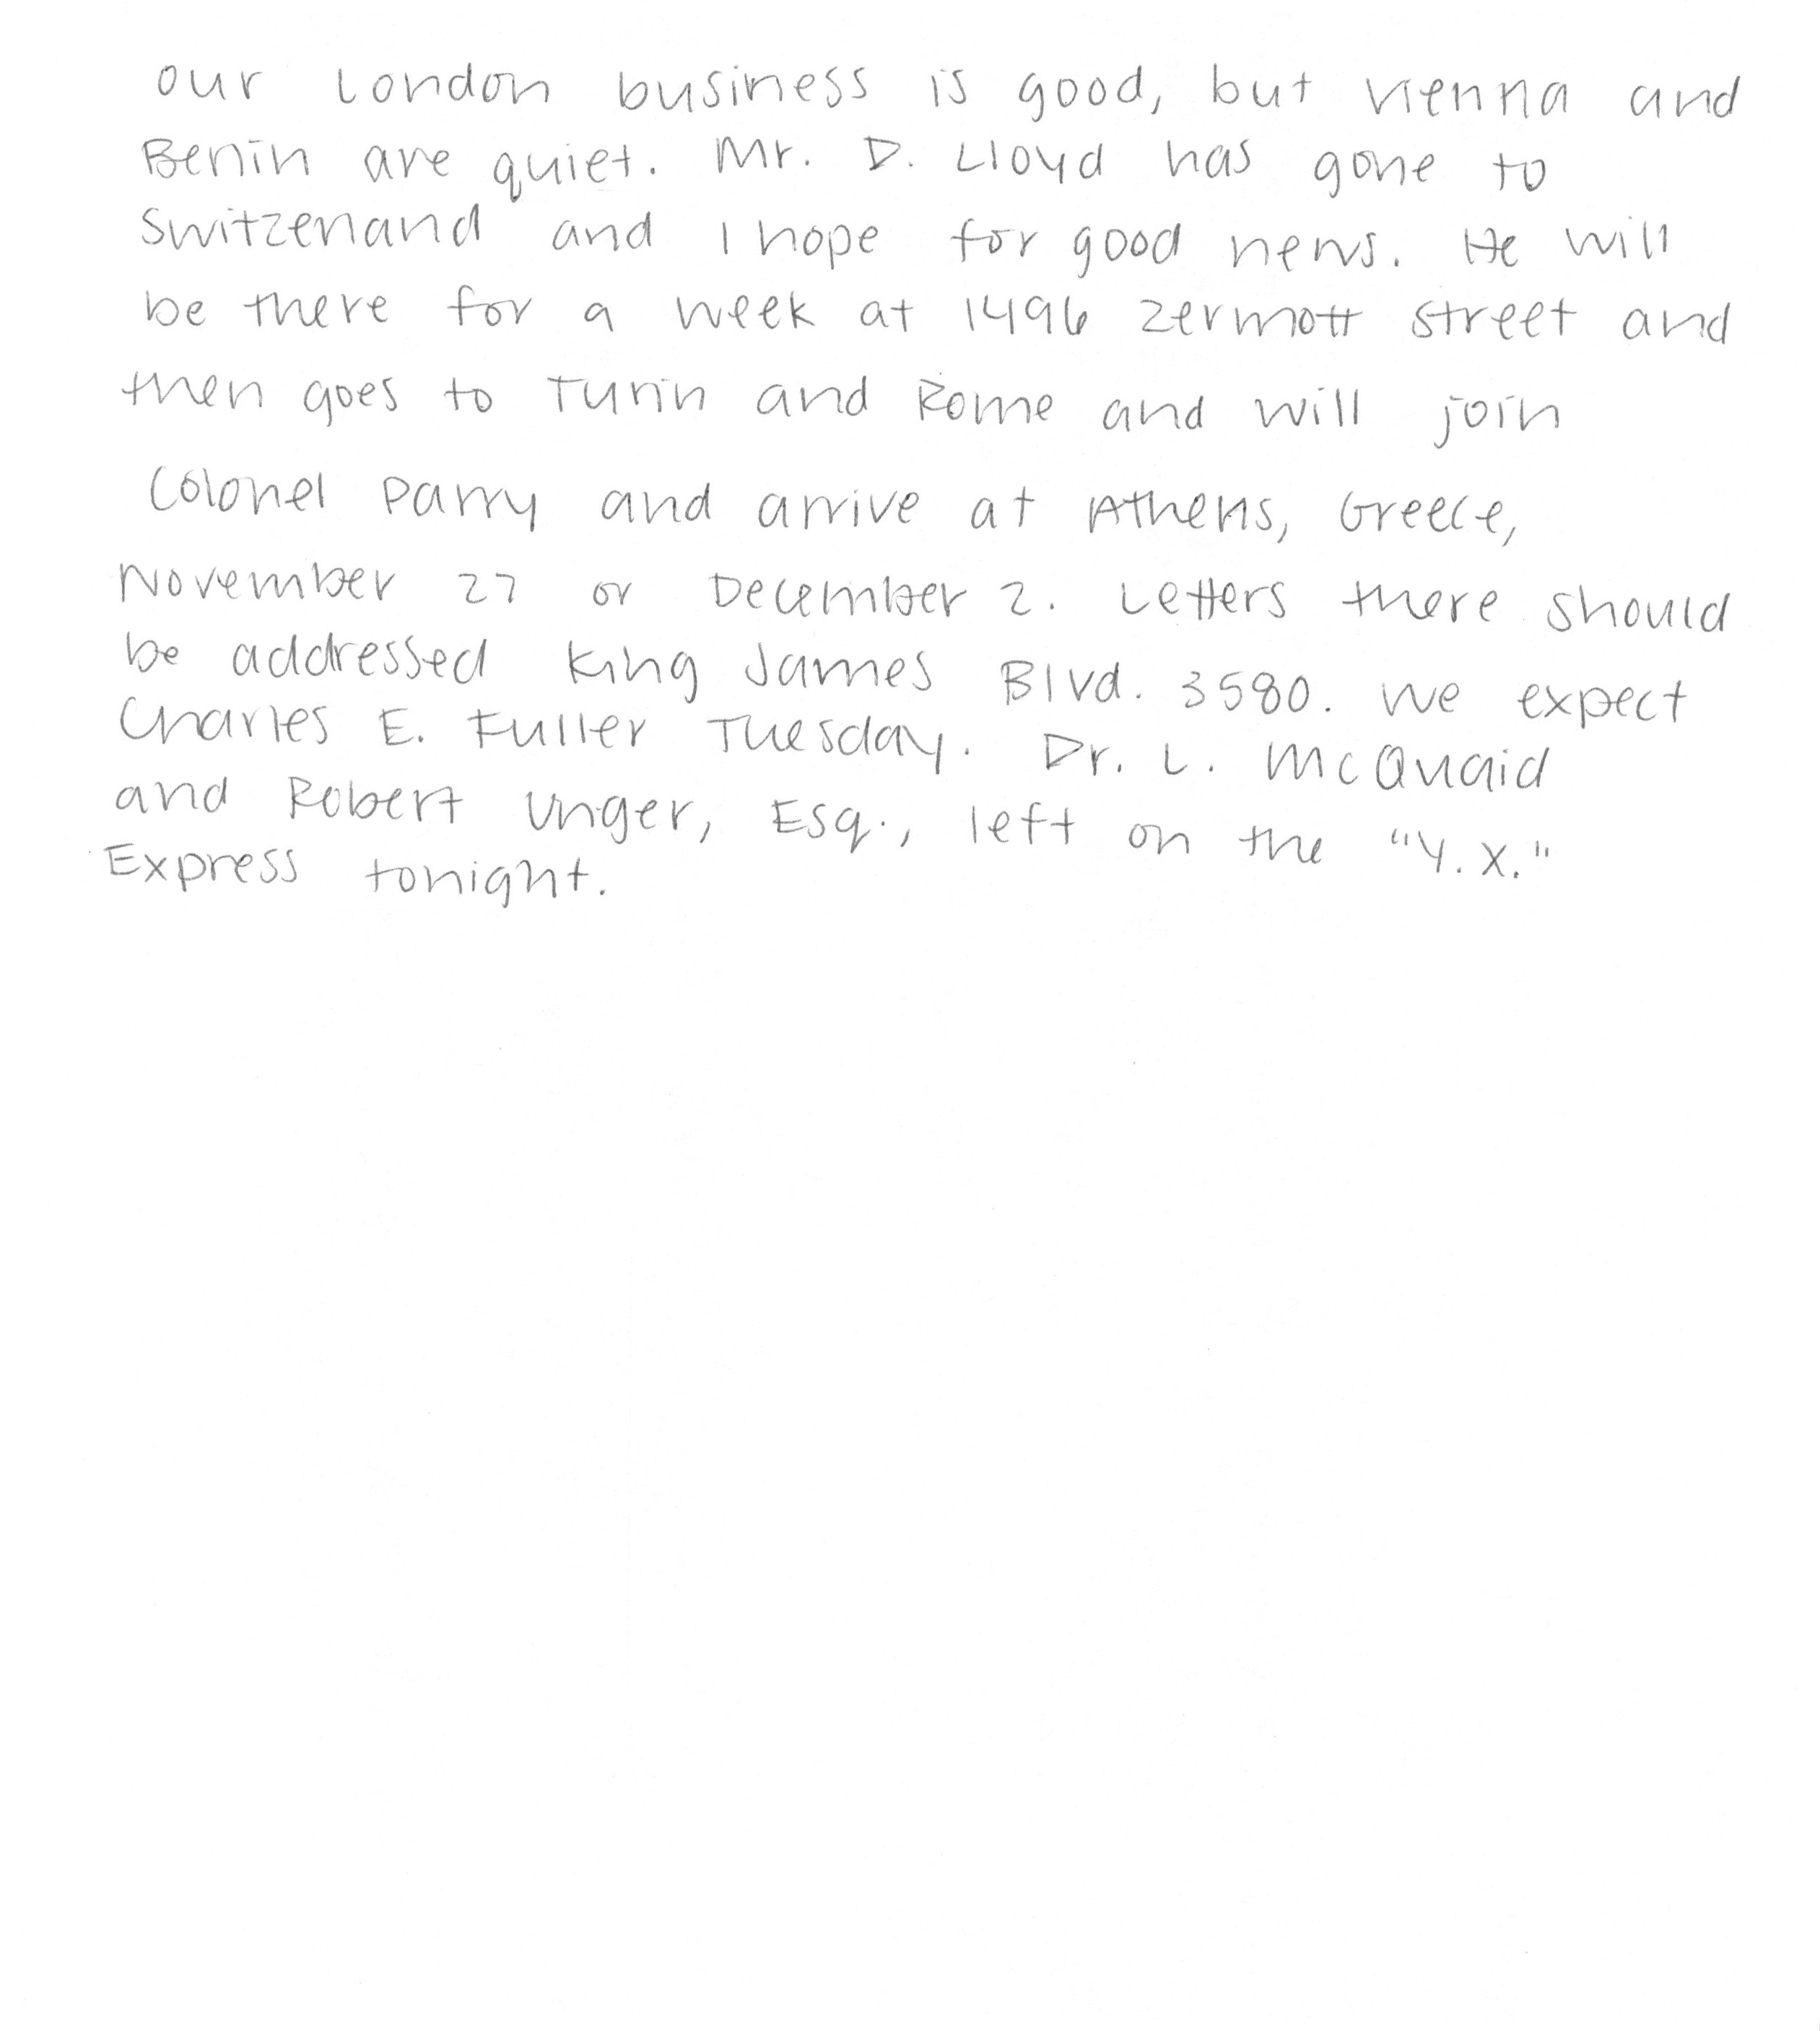 Our London business is good, but Vienna and
Benin are quiet. Mr. D. Lloyd has gone to
Switzerland and I hope for good news. He will
be there for a week at 1496 Zermott Street and
then goes to Turin and Rome and will join
Colonel Parry and arrive at Athens, Greece,
November 27 or December 2. Letters there should
be addressed King James Blvd. 3580. We expect
Charles E. Fuller Tuesday. Dr. L. McQuaid
and Robert Unger, Esq., left on the "Y.X."
Express tonight.